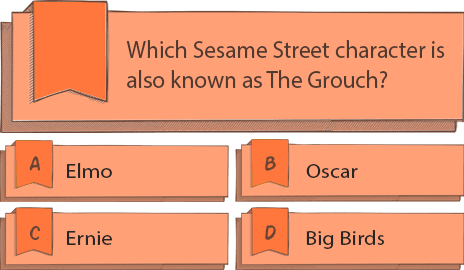 Which Sesame Street character is
also known as The Grouch?
A Elmo
B Oscar
C Ernie
D Big Birds